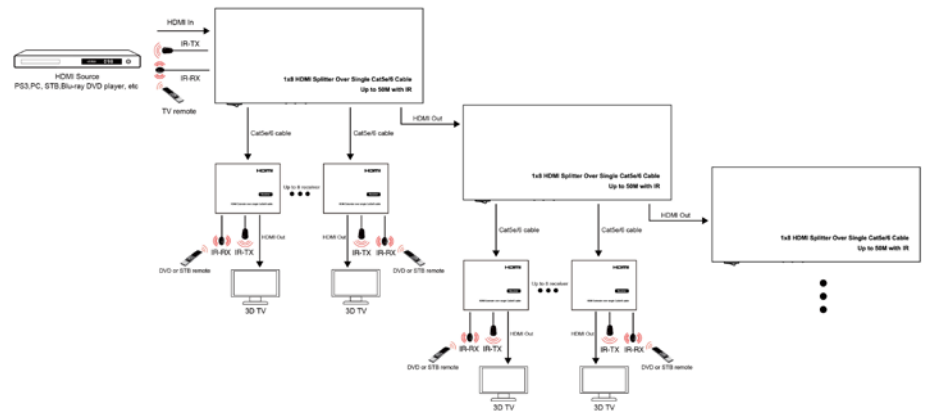 HDMI In
IR-TX
HDMI Source
PS3,PC, STB,Blu-ray DVD player, etc
IR-RX
TV remote
1x8 HDMI Splitter Over Single Cat5e/6 Cable
Up to 50M with IR
HDMI Out
Cat5e/6 cable
Cat5e/6 cable
HDMI
Up to 8 receiver
HDMI
1x8 HDMI Splitter Over Single Cat5e/6 Cable
Up to 50M with IR
HDMI Out
IR-RX
IR-TX
HDMI Out
HDMI Out
IR-TX
IR-RX
DVD or STB remote
DVD or STB remote
3D TV
3D TV
Cat5e/6 cable
Cat5e/6 cable
1x8 HDMI Splitter Over Single Cat5e/6 Cable
Up to 50M with IR
HDMI
Up to 8 receiver
HDMI
IR-RX
IR-TX
HDMI Out
HDMI Out
IR-TX
IR-RX
DVD or STB remote
DVD or STB remote
3D TV
3D TV